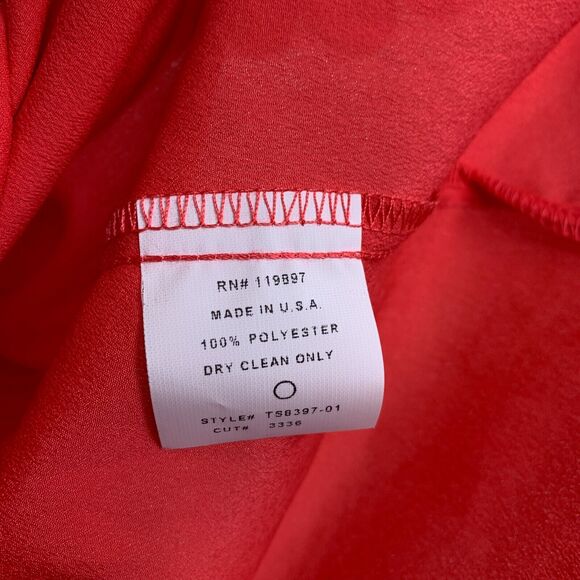 RN# 119897
MADE IN U.S.A.
100% POLYESTER
DRY CLEAN ONLY
STYLE# TS8397-01
CUT# 3336